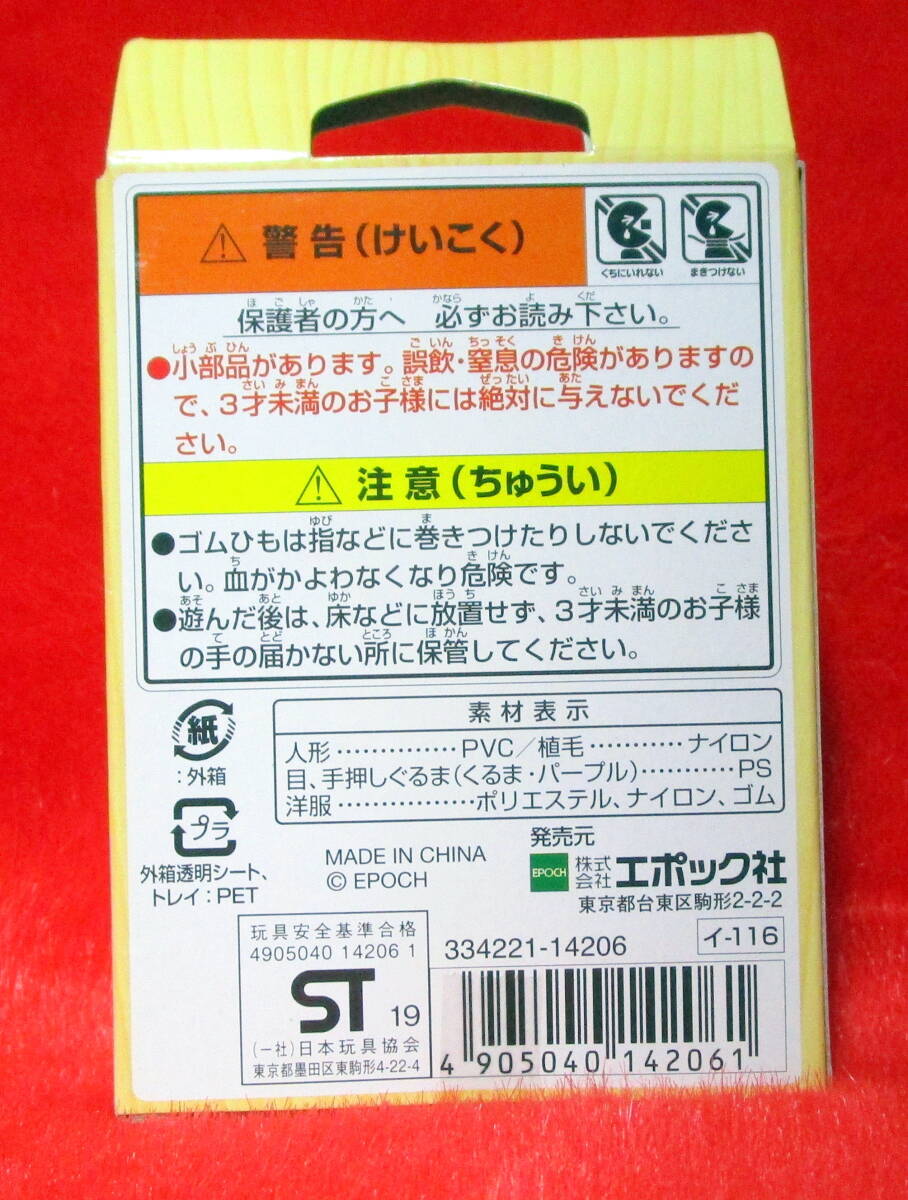 警告(けいこく)
くちにいれない
まきつけない
保護者の方へ 必ずお読み下さい。
●小部品があります。誤飲・窒息の危険がありますの
で、3才未満のお子様には絶対に与えないでくだ
さい。
注意(ちゅうい)
●ゴムひもは指などに巻きつけたりしないでくださ
い。血がかよわなくなり危険です。
●遊んだ後は、床などに放置せず、3才未満のお子様
の手の届かない所に保管してください。
紙
:外箱
プラ
外箱透明シート、
トレイ:PET
素材表示
人形‥‥‥‥‥PVC/植毛‥‥‥‥ナイロン
目、手押しぐるま(くるま・パープル)‥‥‥‥PS
洋服‥‥‥‥‥‥ポリエステル、ナイロン、ゴム
MADE IN CHINA
© EPOCH
発売元
EPOCH 株式会社 エポック社
東京都台東区駒形2-2-2
玩具安全基準合格
4905040 14206 1
ST 19
(一社)日本玩具協会
東京都墨田区東駒形4-22-4
334221-14206
イ-116
4 905040 142061